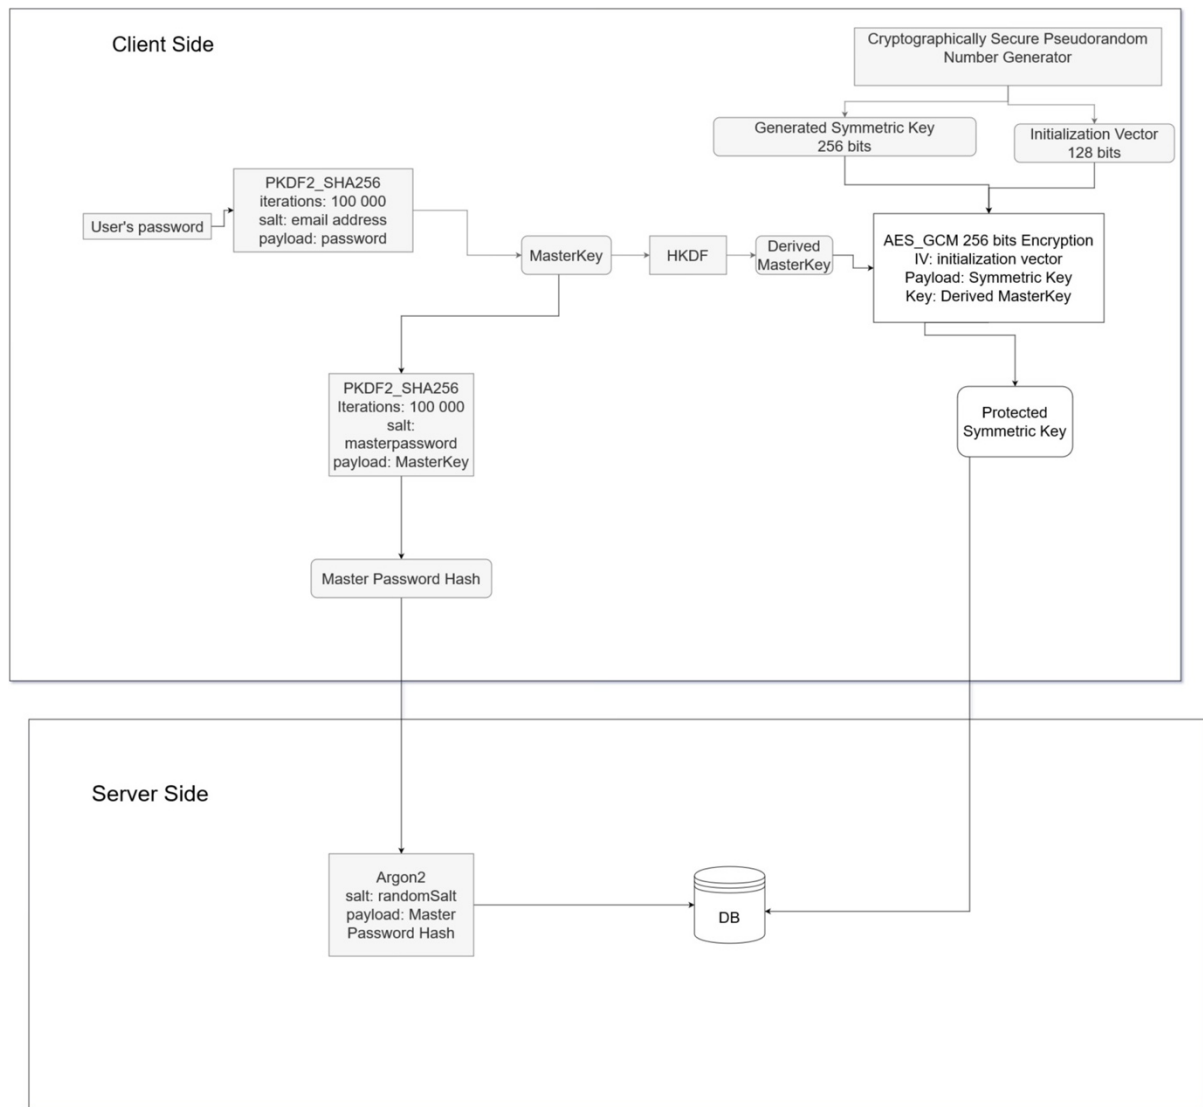 Client Side
Cryptographically Secure Pseudorandom
Number Generator
Generated Symmetric Key
256 bits
Initialization Vector
128 bits
User's password
PKDF2_SHA256
iterations: 100 000
salt: email address
payload: password
MasterKey
HKDF
Derived
MasterKey
AES_GCM 256 bits Encryption
IV: initialization vector
Payload: Symmetric Key
Key: Derived MasterKey
PKDF2_SHA256
Iterations: 100 000
salt:
masterpassword
payload: MasterKey
Protected
Symmetric Key
Master Password Hash
Server Side
Argon2
salt: randomSalt
payload: Master
Password Hash
DB